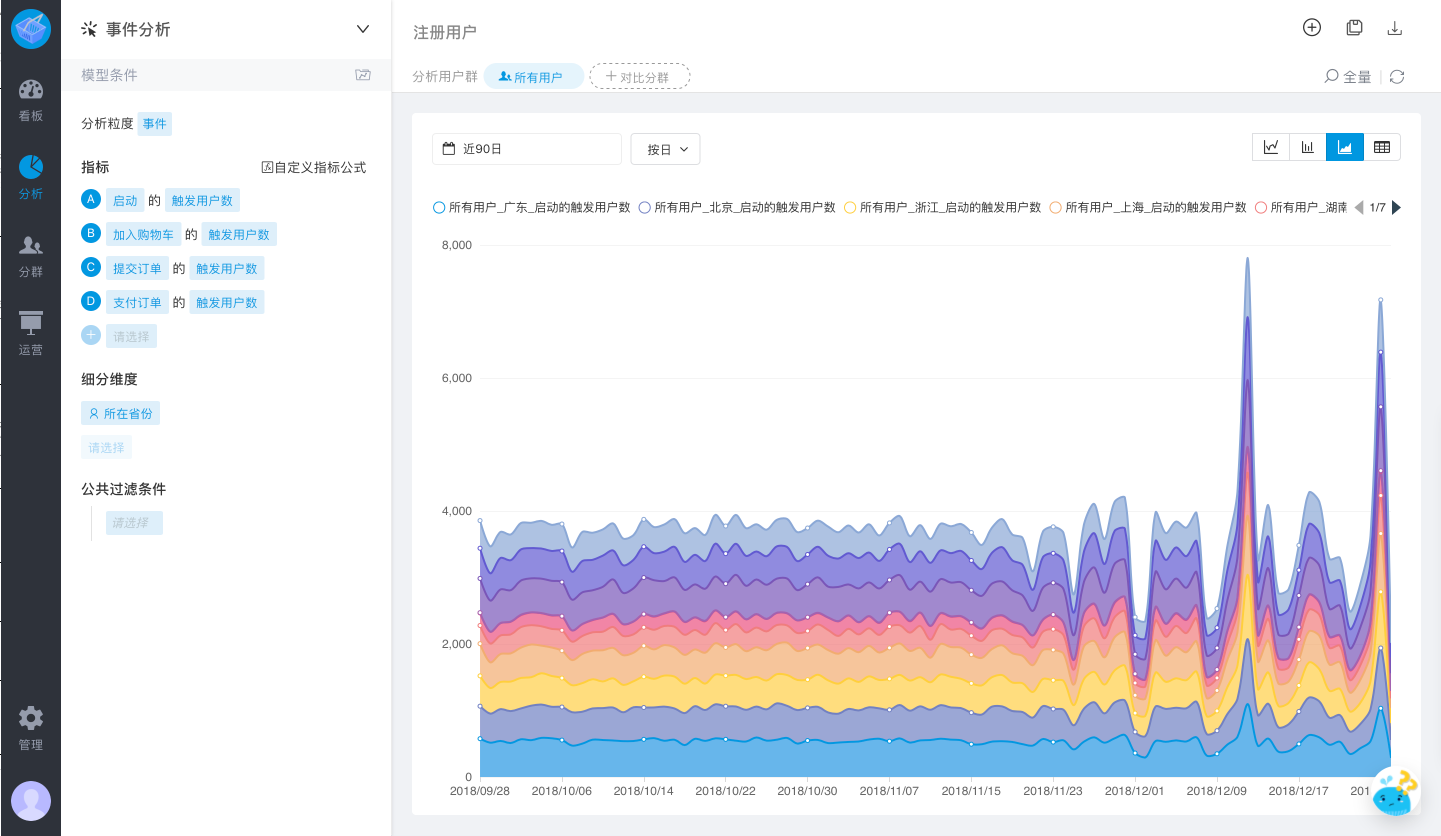 看板
分析
分群
运营
管理
事件分析
模型条件
分析粒度 事件
指标 自定义指标公式
A 启动 的 触发用户数
B 加入购物车 的 触发用户数
C 提交订单 的 触发用户数
D 支付订单 的 触发用户数
请选择
细分维度
所在省份
请选择
公共过滤条件
请选择
注册用户
分析用户群 所有用户 + 对比分群
全量
近90日 按日
所有用户_广东_启动的触发用户数 所有用户_北京_启动的触发用户数 所有用户_浙江_启动的触发用户数 所有用户_上海_启动的触发用户数 所有用户_湖南 1/7
8,000
6,000
4,000
2,000
0
2018/09/28 2018/10/06 2018/10/14 2018/10/22 2018/10/30 2018/11/07 2018/11/15 2018/11/23 2018/12/01 2018/12/09 2018/12/17 201